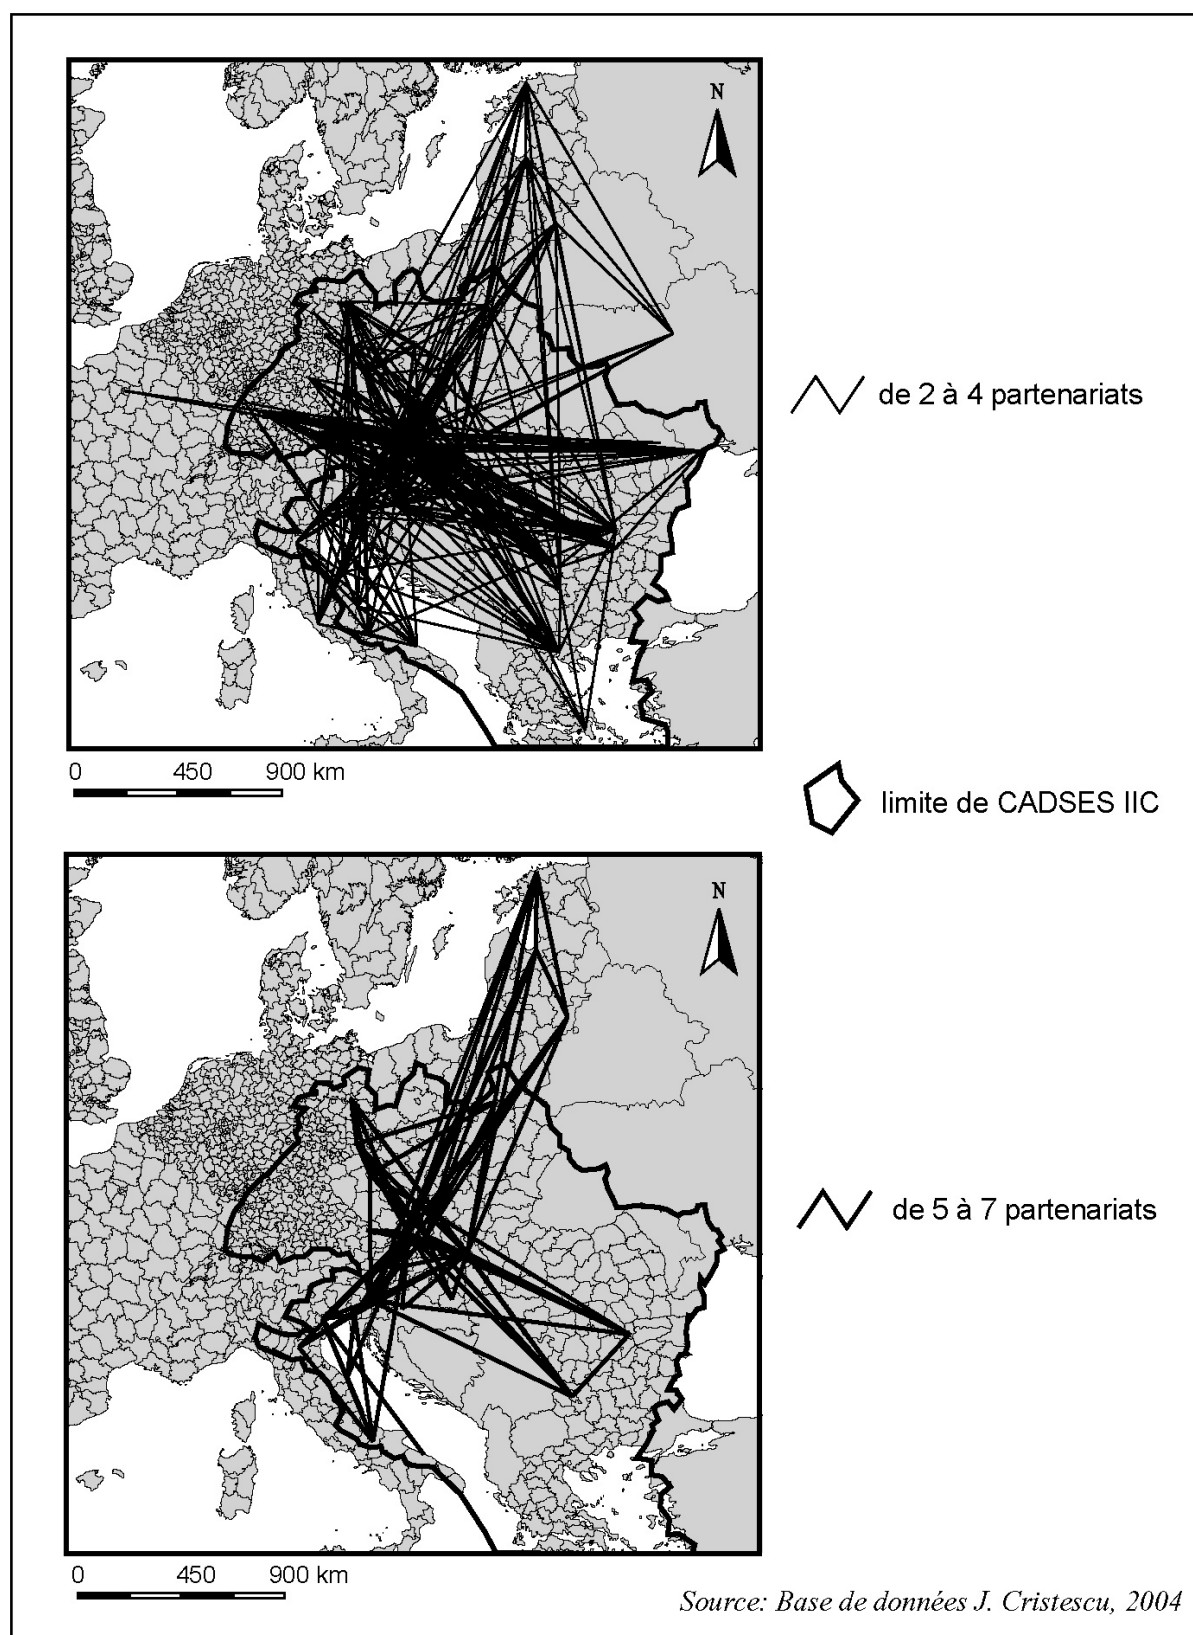 N
de 2 à 4 partenariats
0 450 900 km
limite de CADSES IIC
N
de 5 à 7 partenariats
0 450 900 km
Source: Base de données J. Cristescu, 2004